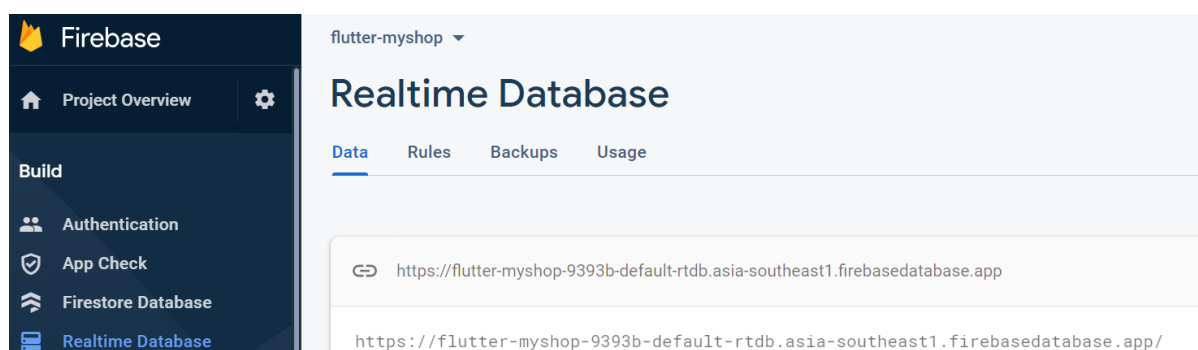 Firebase
flutter-myshop
Project Overview
Realtime Database
Data Rules Backups Usage
Build
Authentication
App Check
Firestore Database
Realtime Database
https://flutter-myshop-9393b-default-rtdb.asia-southeast1.firebasedatabase.app
https://flutter-myshop-9393b-default-rtdb.asia-southeast1.firebasedatabase.app/